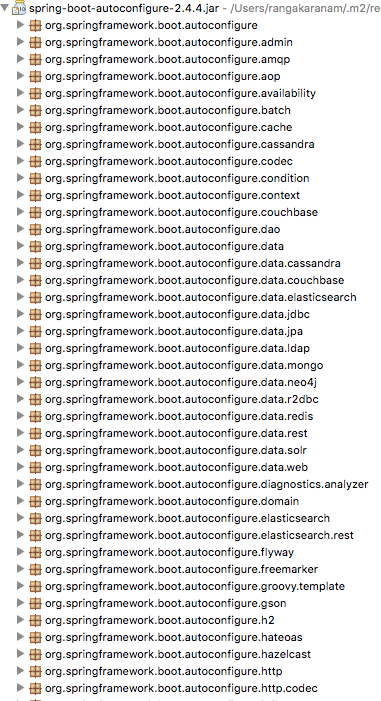 spring-boot-autoconfigure-2.4.4.jar - /Users/rangakaranam/.m2/re
org.springframework.boot.autoconfigure
org.springframework.boot.autoconfigure.admin
org.springframework.boot.autoconfigure.amqp
org.springframework.boot.autoconfigure.aop
org.springframework.boot.autoconfigure.availability
org.springframework.boot.autoconfigure.batch
org.springframework.boot.autoconfigure.cache
org.springframework.boot.autoconfigure.cassandra
org.springframework.boot.autoconfigure.codec
org.springframework.boot.autoconfigure.condition
org.springframework.boot.autoconfigure.context
org.springframework.boot.autoconfigure.couchbase
org.springframework.boot.autoconfigure.dao
org.springframework.boot.autoconfigure.data
org.springframework.boot.autoconfigure.data.cassandra
org.springframework.boot.autoconfigure.data.couchbase
org.springframework.boot.autoconfigure.data.elasticsearch
org.springframework.boot.autoconfigure.data.jdbc
org.springframework.boot.autoconfigure.data.jpa
org.springframework.boot.autoconfigure.data.ldap
org.springframework.boot.autoconfigure.data.mongo
org.springframework.boot.autoconfigure.data.neo4j
org.springframework.boot.autoconfigure.data.r2dbc
org.springframework.boot.autoconfigure.data.redis
org.springframework.boot.autoconfigure.data.rest
org.springframework.boot.autoconfigure.data.solr
org.springframework.boot.autoconfigure.data.web
org.springframework.boot.autoconfigure.diagnostics.analyzer
org.springframework.boot.autoconfigure.domain
org.springframework.boot.autoconfigure.elasticsearch
org.springframework.boot.autoconfigure.elasticsearch.rest
org.springframework.boot.autoconfigure.flyway
org.springframework.boot.autoconfigure.freemarker
org.springframework.boot.autoconfigure.groovy.template
org.springframework.boot.autoconfigure.gson
org.springframework.boot.autoconfigure.h2
org.springframework.boot.autoconfigure.hateoas
org.springframework.boot.autoconfigure.hazelcast
org.springframework.boot.autoconfigure.http
org.springframework.boot.autoconfigure.http.codec